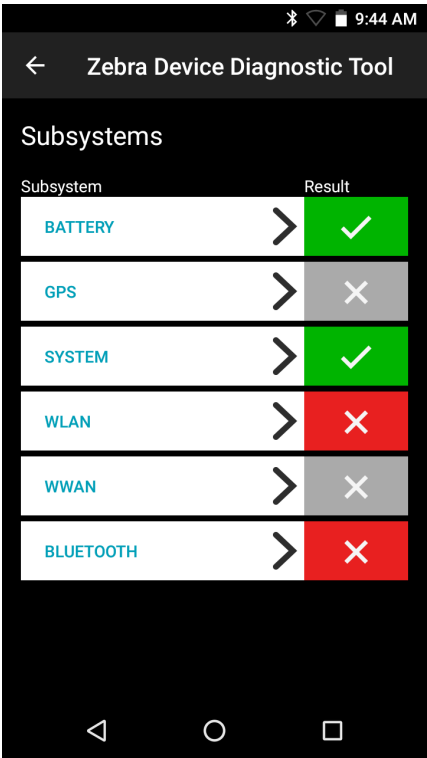 9:44 AM
Zebra Device Diagnostic Tool
Subsystems
Subsystem Result
BATTERY
GPS
SYSTEM
WLAN
WWAN
BLUETOOTH